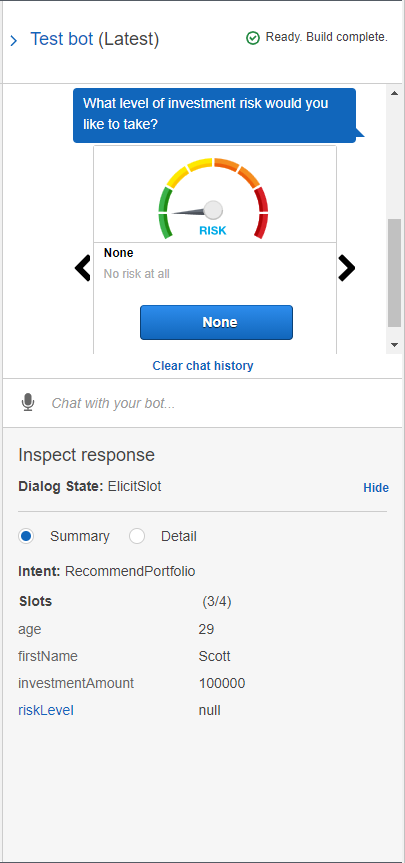 Test bot (Latest)
Ready. Build complete.
What level of investment risk would you
like to take?
RISK
None
No risk at all
None
Clear chat history
Chat with your bot...
Inspect response
Dialog State: ElicitSlot
Hide
Summary Detail
Intent: RecommendPortfolio
Slots (3/4)
age 29
firstName Scott
investmentAmount 100000
riskLevel null